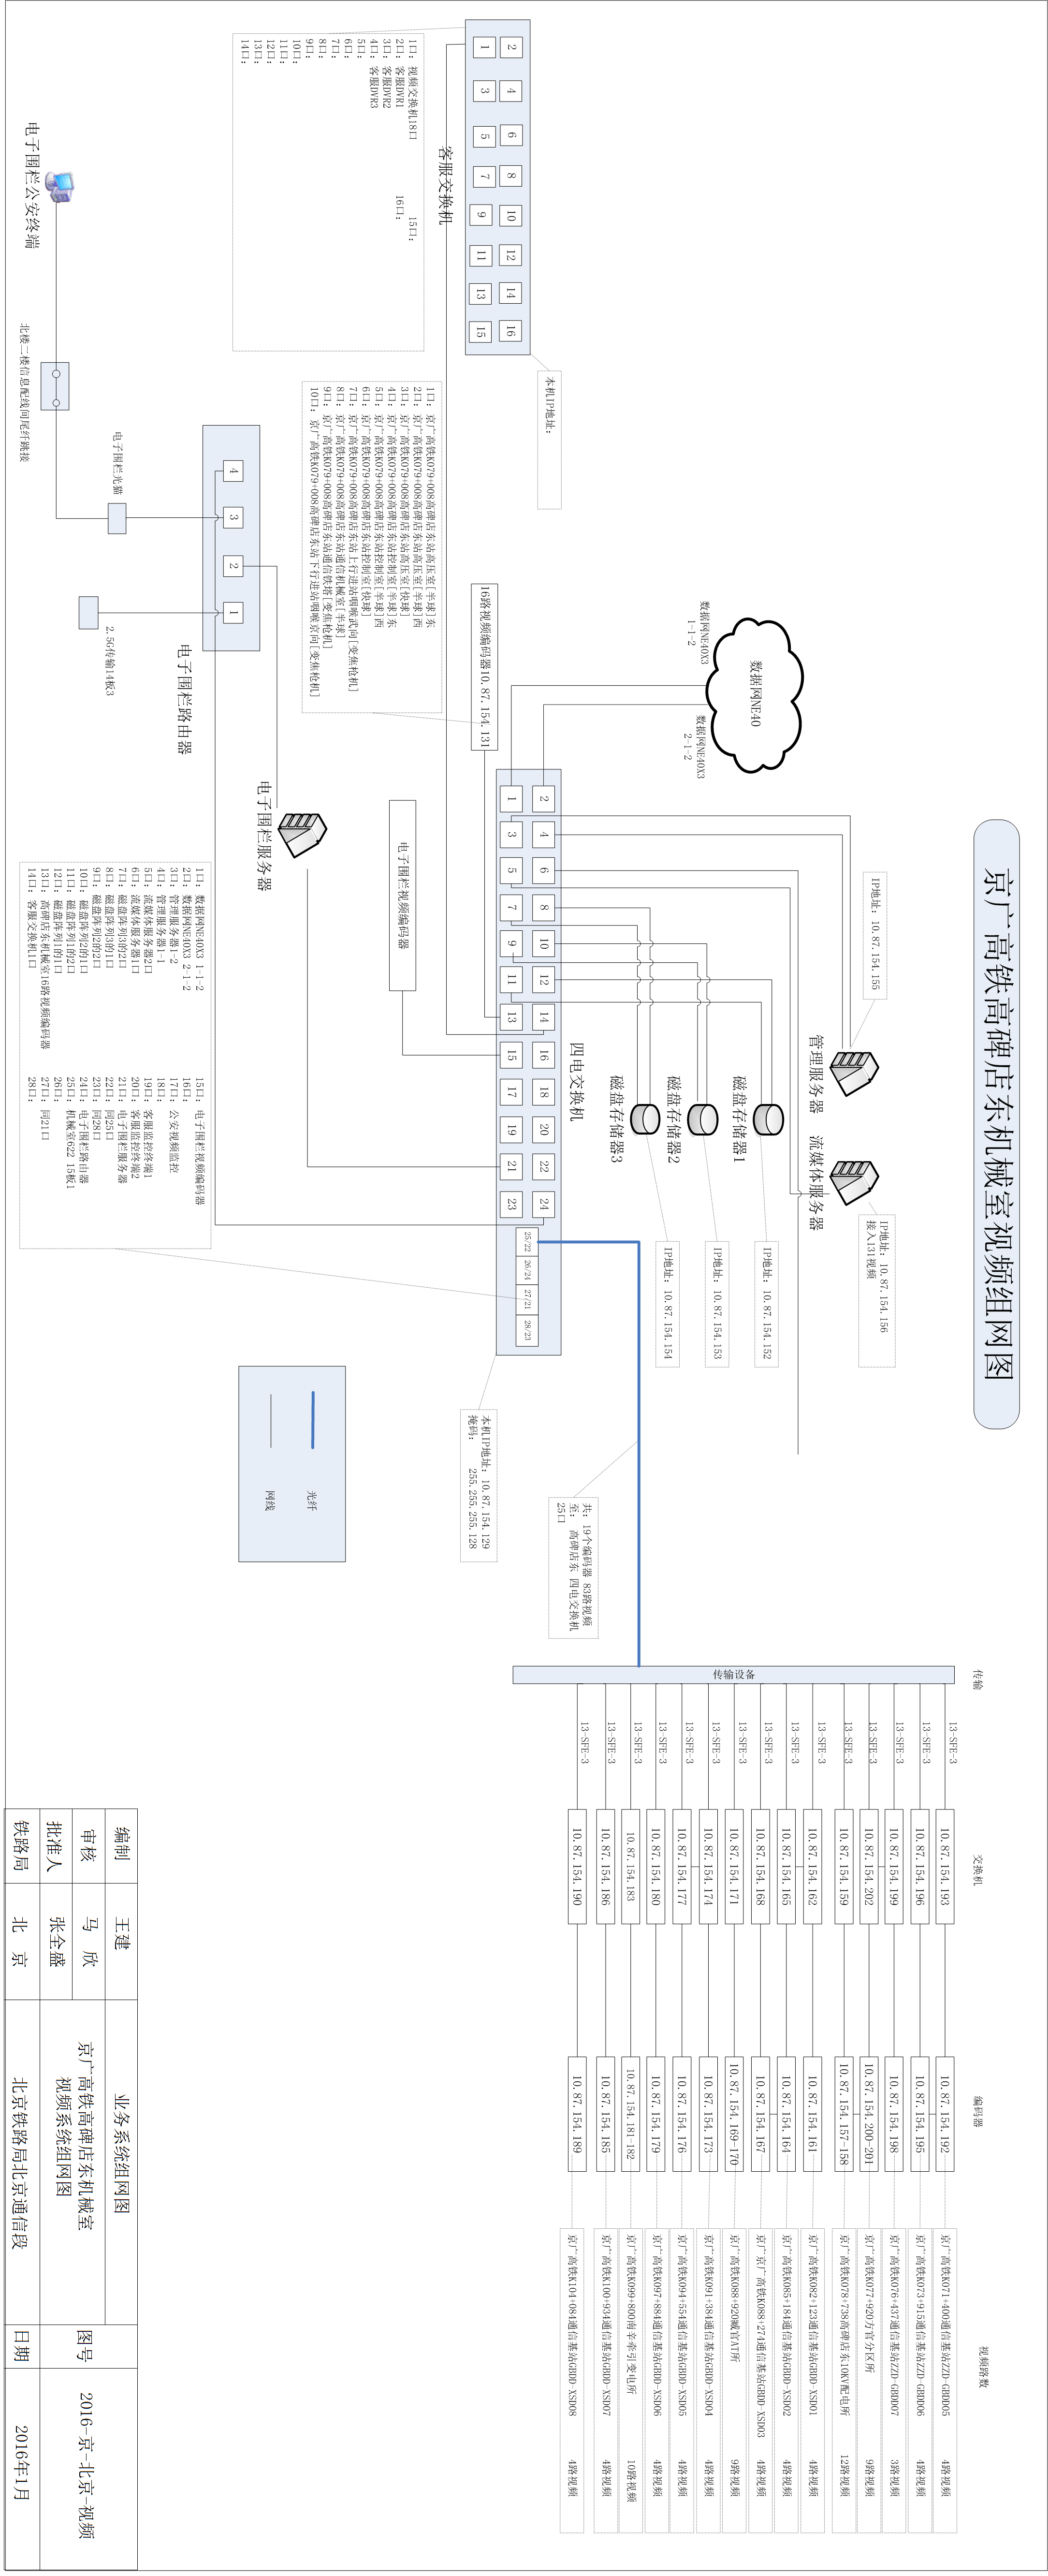 京广高铁高碑店东机械室视频组网图
数据网NE40X3
1-1-2
数据网NE40
数据网NE40X3
2-1-2
IP地址: 10.87.154.155
管理服务器
流媒体服务器
IP地址: 10.87.154.156
接入131视频
磁盘存储器1
磁盘存储器2
磁盘存储器3
IP地址: 10.87.154.152
IP地址: 10.87.154.153
IP地址: 10.87.154.154
客服交换机
2 4 6 8 10 12 14 16
1 3 5 7 9 11 13 15
本机IP地址:
1口: 视频交换机18口
2口: 客服DVR1
3口: 客服DVR2
4口: 客服DVR3
5口:
6口:
7口:
8口:
9口:
10口:
11口:
12口:
13口:
14口:
15口:
16口:
1口: 京广高铁K079+008高碑店东站高压室[半球]东
2口: 京广高铁K079+008高碑店东站高压室[半球]西
3口: 京广高铁K079+008高碑店东站高压室[快球]
4口: 京广高铁K079+008高碑店东站控制室[半球]东
5口: 京广高铁K079+008高碑店东站控制室[半球]西
6口: 京广高铁K079+008高碑店东站控制室[快球]
7口: 京广高铁K079+008高碑店东站上行进站咽喉武向[变焦枪机]
8口: 京广高铁K079+008高碑店东站通信机械室[半球]
9口: 京广高铁K079+008高碑店东站通信铁塔[变焦枪机]
10口: 京广高铁K079+008高碑店东站下行进站咽喉京向[变焦枪机]
16路视频编码器10.87.154.131
四电交换机
2 4 6 8 10 12 14 16 18 20 22 24
1 3 5 7 9 11 13 15 17 19 21 23
25/22 26/24 27/21 28/23
电子围栏视频编码器
本机IP地址: 10.87.154.129
掩码: 255.255.255.128
共: 19个编码器 83路视频
至: 高碑店东 四电交换机
25口
电子围栏公安终端
北楼二楼信息配线间尾纤跳接
电子围栏光猫
2.5G传输14板3
4 3 2 1
电子围栏路由器
电子围栏服务器
1口: 数据网NE40X3 1-1-2
2口: 数据网NE40X3 2-1-2
3口: 管理服务器1-2
4口: 管理服务器1-1
5口: 流媒体服务器2口
6口: 流媒体服务器1口
7口: 磁盘阵列3的2口
8口: 磁盘阵列3的1口
9口: 磁盘阵列2的2口
10口: 磁盘阵列2的1口
11口: 磁盘阵列1的2口
12口: 磁盘阵列1的1口
13口: 高碑店东机械室16路视频编码器
14口: 客服交换机1口
15口: 电子围栏视频编码器
16口:
17口: 公安视频监控
18口:
19口: 客服监控终端1
20口: 客服监控终端2
21口: 电子围栏服务器
22口: 同25口
23口: 同28口
24口: 电子围栏路由器
25口: 机械室622 15板1
26口:
27口: 同21口
28口:
光纤
网线
传输
交换机
编码器
视频路数
传输设备
13-SFE-3 10.87.154.193 10.87.154.192 京广高铁K071+400通信基站ZZD-GBDD05 4路视频
13-SFE-3 10.87.154.196 10.87.154.195 京广高铁K073+915通信基站ZZD-GBDD06 4路视频
13-SFE-3 10.87.154.199 10.87.154.198 京广高铁K076+437通信基站ZZD-GBDD07 3路视频
13-SFE-3 10.87.154.202 10.87.154.200-201 京广高铁K077+920方官分区所 9路视频
13-SFE-3 10.87.154.159 10.87.154.157-158 京广高铁K078+738高碑店东10KV配电所 12路视频
13-SFE-3 10.87.154.162 10.87.154.161 京广高铁K082+123通信基站GBDD-XSD01 4路视频
13-SFE-3 10.87.154.165 10.87.154.164 京广高铁K085+184通信基站GBDD-XSD02 4路视频
13-SFE-3 10.87.154.168 10.87.154.167 京广京广高铁K088+274通信基站GBDD-XSD03 4路视频
13-SFE-3 10.87.154.171 10.87.154.169-170 京广高铁K088+920臧官AT所 9路视频
13-SFE-3 10.87.154.174 10.87.154.173 京广高铁K091+384通信基站GBDD-XSD04 4路视频
13-SFE-3 10.87.154.177 10.87.154.176 京广高铁K094+554通信基站GBDD-XSD05 4路视频
13-SFE-3 10.87.154.180 10.87.154.179 京广高铁K097+884通信基站GBDD-XSD06 4路视频
13-SFE-3 10.87.154.183 10.87.154.181-182 京广高铁K099+800南辛牵引变电所 10路视频
13-SFE-3 10.87.154.186 10.87.154.185 京广高铁K100+934通信基站GBDD-XSD07 4路视频
13-SFE-3 10.87.154.190 10.87.154.189 京广高铁K104+084通信基站GBDD-XSD08 4路视频
编制 王建 业务系统组网图
审核 马 欣 京广高铁高碑店东机械室
视频系统组网图
图号 2016-京-北京-视频
批准人 张全盛
铁路局 北 京 北京铁路局北京通信段 日期 2016年1月